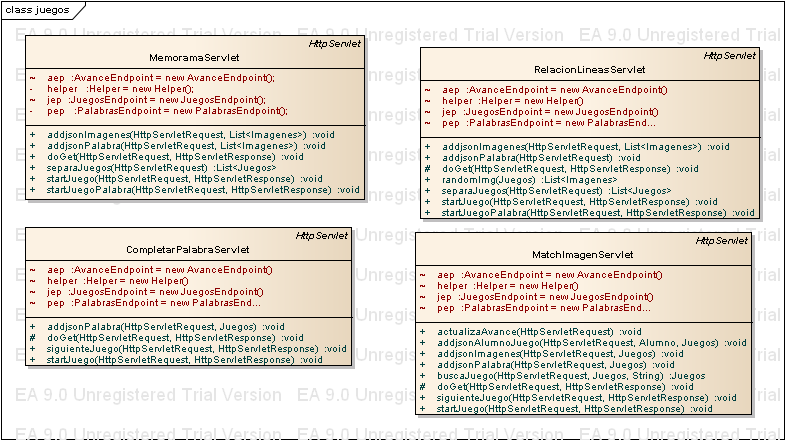 class juegos
EA 9.0 Unregistered Trial Version EA 9.0 Unregistered Trial Version EA 9.0 Unregistered Trial
HttpServlet
MemoramaServlet
~ aep :AvanceEndpoint = new AvanceEndpoint();
- helper :Helper = new Helper();
~ jep :JuegosEndpoint = new JuegosEndpoint();
- pep :PalabrasEndpoint = new PalabrasEndpoint();
+ addjsonImagenes(HttpServletRequest, List<Imagenes>) :void
+ addjsonPalabra(HttpServletRequest, List<Imagenes>) :void
+ doGet(HttpServletRequest, HttpServletResponse) :void
+ separaJuegos(HttpServletRequest) :List<Juegos>
+ startJuego(HttpServletRequest, HttpServletResponse) :void
+ startJuegoPalabra(HttpServletRequest, HttpServletResponse) :void
HttpServlet
RelacionLineasServlet
~ aep :AvanceEndpoint = new AvanceEndpoint()
~ helper :Helper = new Helper()
~ jep :JuegosEndpoint = new JuegosEndpoint()
~ pep :PalabrasEndpoint = new PalabrasEnd...
+ addjsonImagenes(HttpServletRequest, List<Imagenes>) :void
+ addjsonPalabra(HttpServletRequest) :void
# doGet(HttpServletRequest, HttpServletResponse) :void
+ randomImg(Juegos) :List<Imagenes>
+ separaJuegos(HttpServletRequest) :List<Juegos>
+ startJuego(HttpServletRequest, HttpServletResponse) :void
+ startJuegoPalabra(HttpServletRequest, HttpServletResponse) :void
HttpServlet
CompletarPalabraServlet
~ aep :AvanceEndpoint = new AvanceEndpoint()
~ helper :Helper = new Helper()
~ jep :JuegosEndpoint = new JuegosEndpoint()
~ pep :PalabrasEndpoint = new PalabrasEnd...
+ addjsonPalabra(HttpServletRequest, Juegos) :void
# doGet(HttpServletRequest, HttpServletResponse) :void
+ siguienteJuego(HttpServletRequest, HttpServletResponse) :void
+ startJuego(HttpServletRequest, HttpServletResponse) :void
HttpServlet
MatchImagenServlet
~ aep :AvanceEndpoint = new AvanceEndpoint()
~ helper :Helper = new Helper()
~ jep :JuegosEndpoint = new JuegosEndpoint()
~ pep :PalabrasEndpoint = new PalabrasEnd...
+ actualizaAvance(HttpServletRequest) :void
+ addjsonAlumnoJuego(HttpServletRequest, Alumno, Juegos) :void
+ addjsonImagenes(HttpServletRequest, Juegos) :void
+ addjsonPalabra(HttpServletRequest, Juegos) :void
+ buscaJuego(HttpServletRequest, Juegos, String) :Juegos
# doGet(HttpServletRequest, HttpServletResponse) :void
+ siguienteJuego(HttpServletRequest, HttpServletResponse) :void
+ startJuego(HttpServletRequest, HttpServletResponse) :void
EA 9.0 Unregistered Trial Version EA 9.0 Unregistered Trial Version EA 9.0 Unregistered Trial